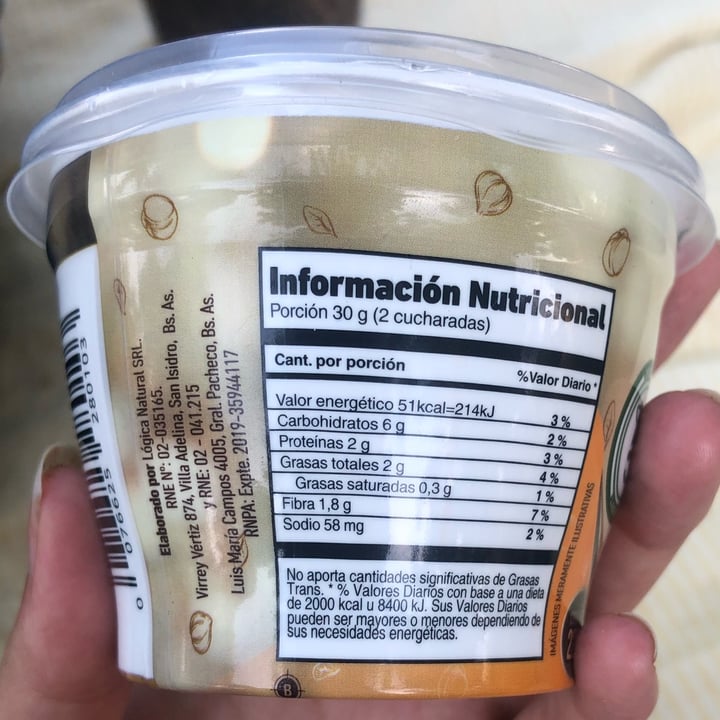 Información Nutricional
Porción 30 g (2 cucharadas)
Cant. por porción %Valor Diario *
Valor energético 51kcal=214kJ 3 %
Carbohidratos 6 g 2 %
Proteínas 2 g 3 %
Grasas totales 2 g 4 %
Grasas saturadas 0,3 g 1 %
Fibra 1,8 g 7 %
Sodio 58 mg 2 %
No aporta cantidades significativas de Grasas
Trans. * % Valores Diarios con base a una dieta
de 2000 kcal u 8400 kJ. Sus Valores Diarios
pueden ser mayores o menores dependiendo de
sus necesidades energéticas.
Elaborado por Lógica Natural SRL.
RNE Nº: 02-035165.
Virrey Vértiz 874, Villa Adelina, San Isidro, Bs. As.
y RNE: 02 - 041.215
Luis María Campos 4005, Gral. Pacheco, Bs. As.
RNPA: Expte. 2019-35944117
0 076625 280103
IMÁGENES MERAMENTE ILUSTRATIVAS
B